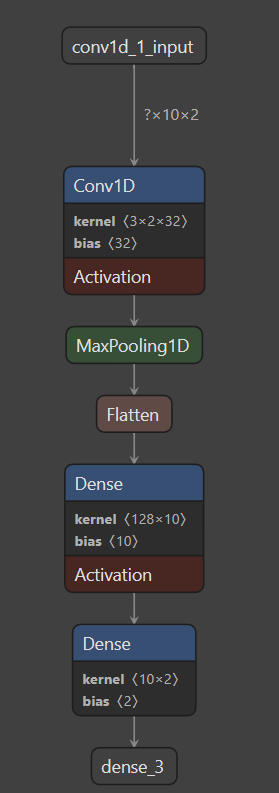 conv1d_1_input
?×10×2
Conv1D
kernel ⟨3×2×32⟩
bias ⟨32⟩
Activation
MaxPooling1D
Flatten
Dense
kernel ⟨128×10⟩
bias ⟨10⟩
Activation
Dense
kernel ⟨10×2⟩
bias ⟨2⟩
dense_3